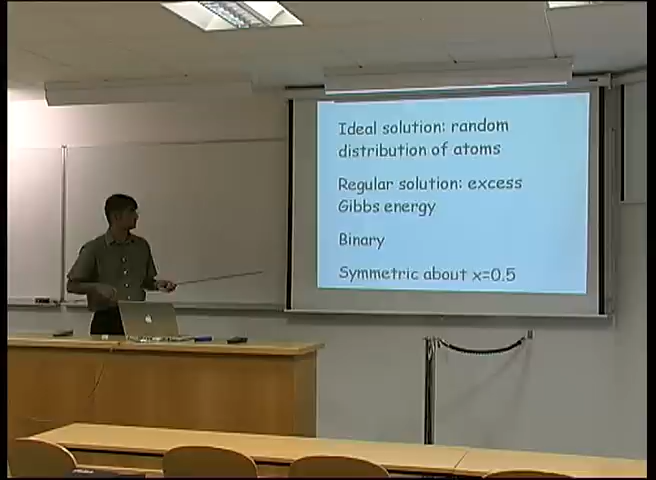 Ideal solution: random
distribution of atoms
Regular solution: excess
Gibbs energy
Binary
Symmetric about x=0.5